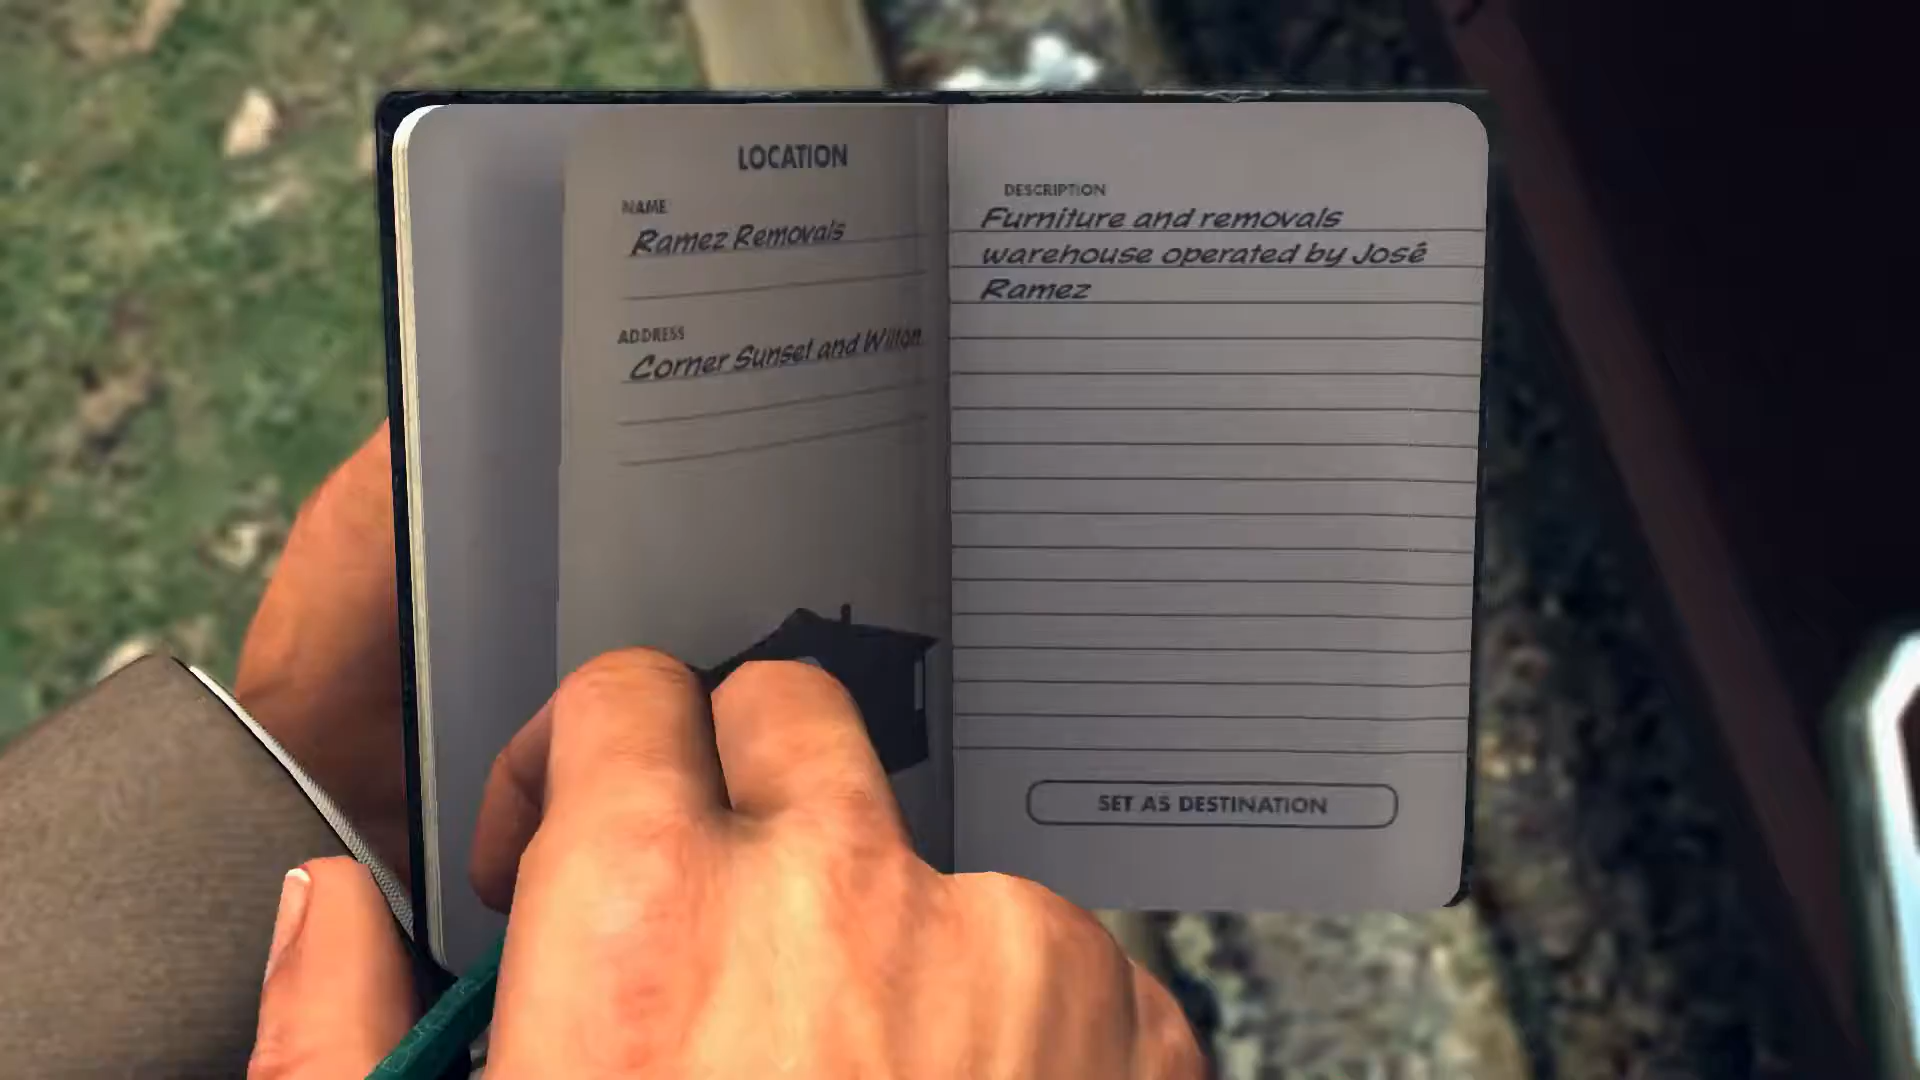 LOCATION
NAME
Ramez Removals
ADDRESS
Corner Sunset and Wilton
DESCRIPTION
Furniture and removals
warehouse operated by José
Ramez
SET AS DESTINATION